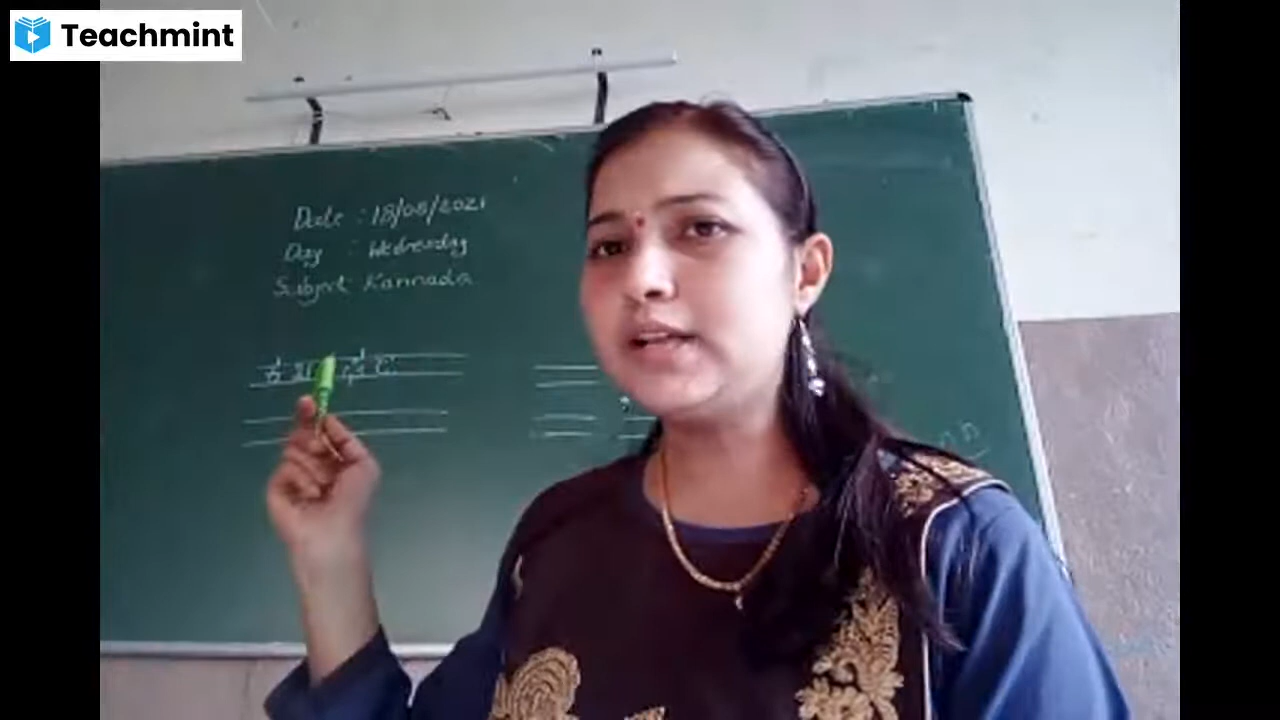 Teachmint
Date : 18/08/2021
Day : Wednesday
Subject: Kannada